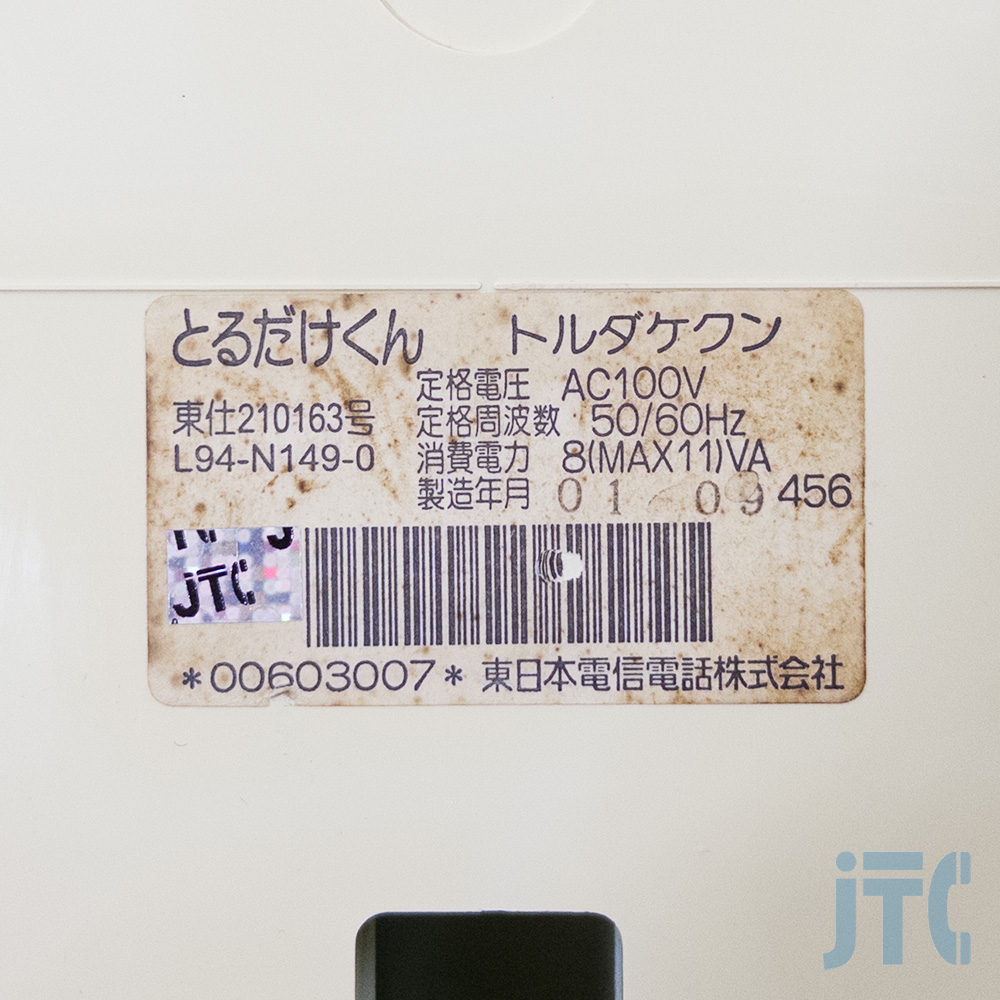 とるだけくん トルダケクン
定格電圧 AC100V
東仕210163号 定格周波数 50/60Hz
L94-N149-0 消費電力 8(MAX11)VA
製造年月 01 09 456
JTC
*00603007* 東日本電信電話株式会社
JTC